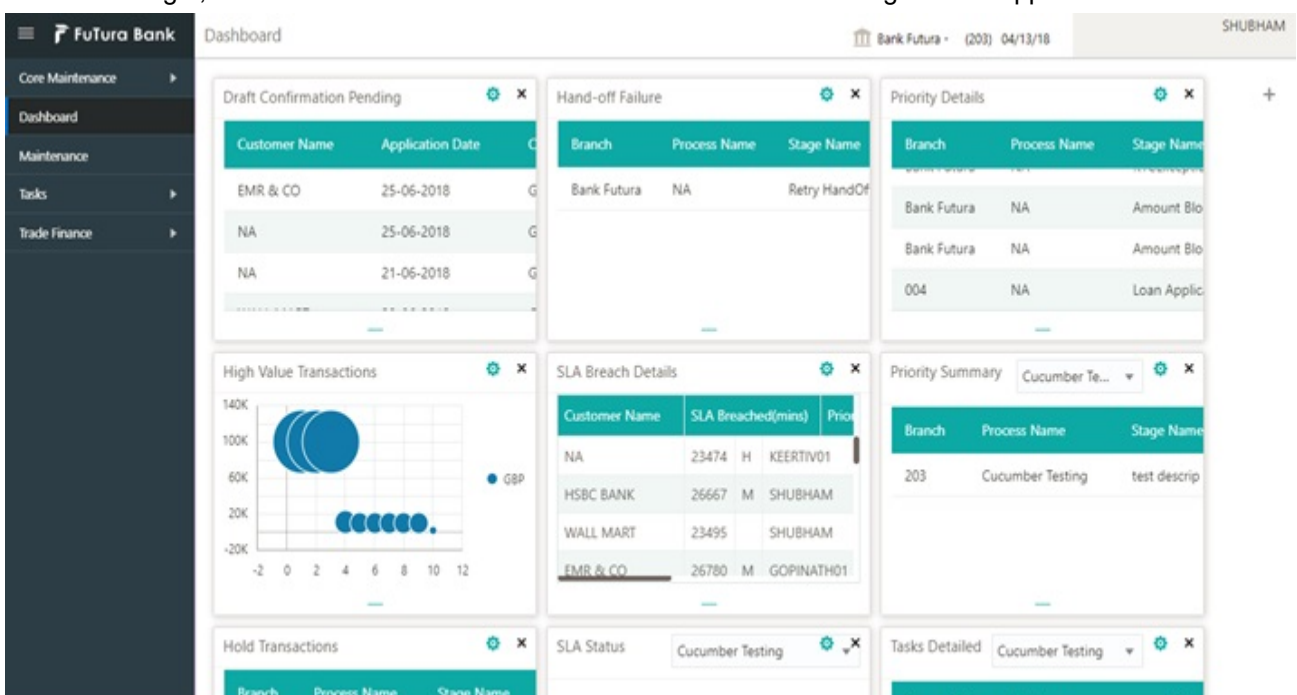 FuTura Bank
Dashboard
Bank Futura - (203) 04/13/18
SHUBHAM
Core Maintenance
Dashboard
Maintenance
Tasks
Trade Finance
Draft Confirmation Pending
Customer Name Application Date
EMR & CO 25-06-2018 G
NA 25-06-2018 G
NA 21-06-2018 G
Hand-off Failure
Branch Process Name Stage Name
Bank Futura NA Retry HandOf
Priority Details
Branch Process Name Stage Name
Bank Futura NA Amount Blo
Bank Futura NA Amount Blo
004 NA Loan Applic
High Value Transactions
140K
100K
60K
20K
-20K
-2 0 2 4 6 8 10 12
GBP
SLA Breach Details
Customer Name SLA Breached(mins) Prior
NA 23474 H KEERTIV01
HSBC BANK 26667 M SHUBHAM
WALL MART 23495 SHUBHAM
EMR & CO 26780 M GOPINATH01
Priority Summary Cucumber Te...
Branch Process Name Stage Name
203 Cucumber Testing test descrip
Hold Transactions
Branch Process Name Stage Name
SLA Status Cucumber Testing
Tasks Detailed Cucumber Testing